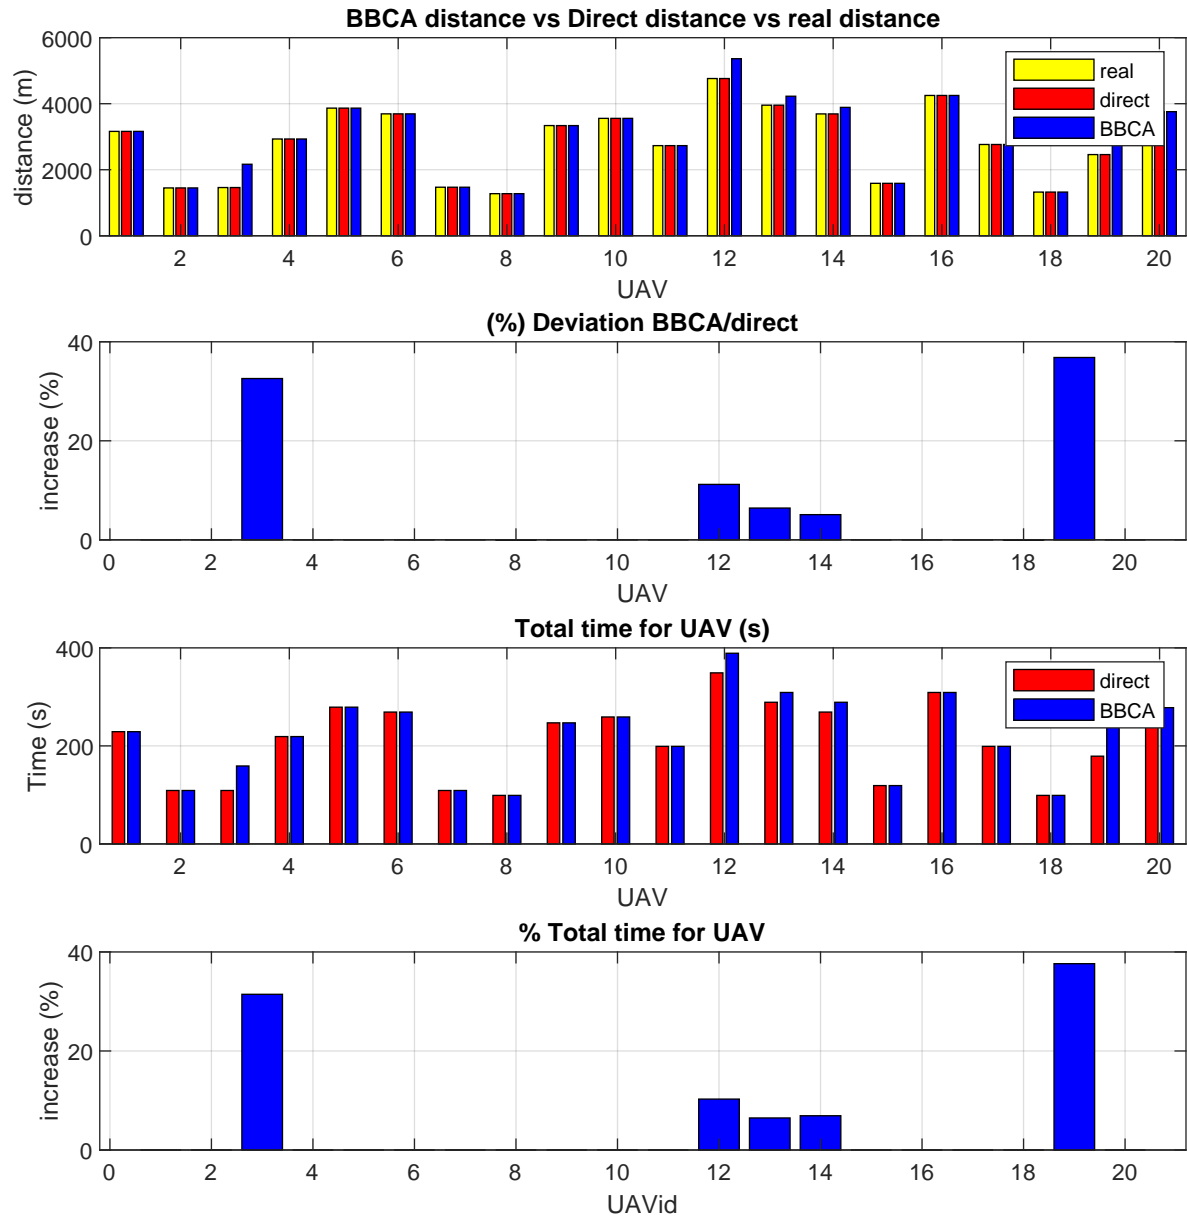 BBCA distance vs Direct distance vs real distance
distance (m)
6000
4000
2000
0
real
direct
BBCA
2 4 6 8 10 12 14 16 18 20
UAV
(%) Deviation BBCA/direct
increase (%)
40
20
0
0 2 4 6 8 10 12 14 16 18 20
UAV
Total time for UAV (s)
Time (s)
400
200
0
direct
BBCA
2 4 6 8 10 12 14 16 18 20
UAV
% Total time for UAV
increase (%)
40
20
0
0 2 4 6 8 10 12 14 16 18 20
UAVid